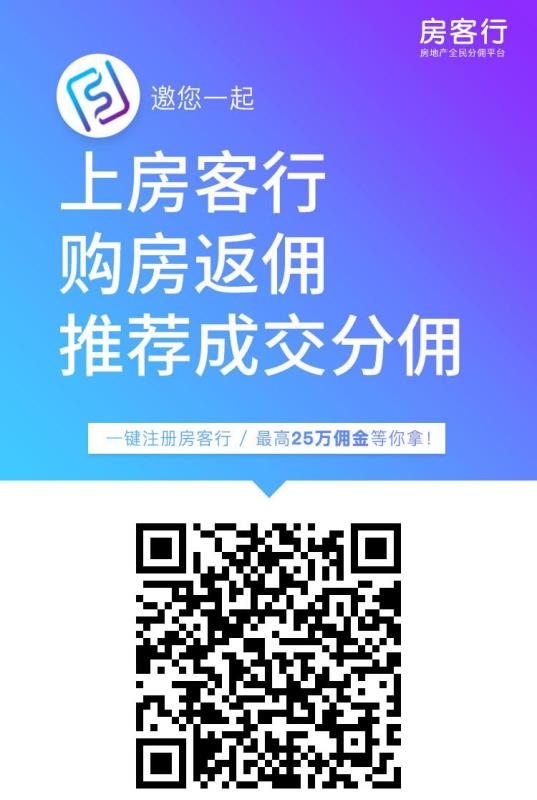 房客行
房地产全民分佣平台
邀您一起
上房客行
购房返佣
推荐成交分佣
一键注册房客行 / 最高25万佣金等你拿!